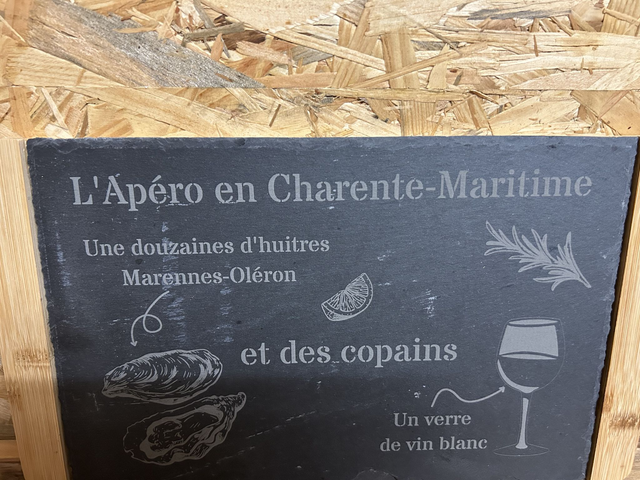 L'Apéro en Charente-Maritime
Une douzaines d'huitres
Marennes-Oléron
et des copains
Un verre
de vin blanc